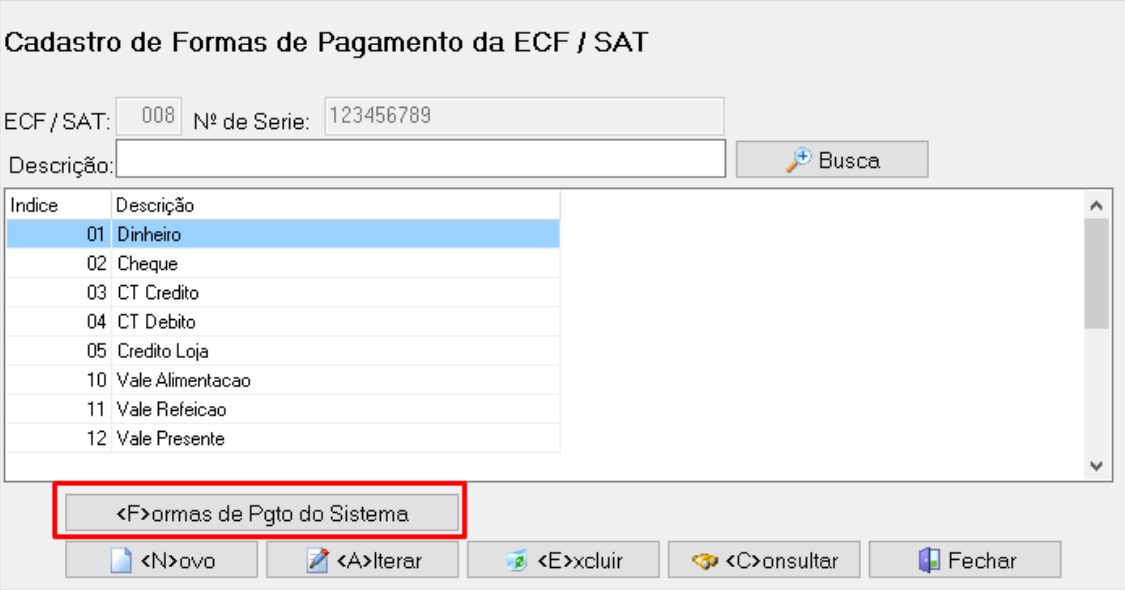 Cadastro de Formas de Pagamento da ECF / SAT
ECF / SAT: 008 Nº de Serie: 123456789
Descrição: Busca
Indice Descrição
01 Dinheiro
02 Cheque
03 CT Credito
04 CT Debito
05 Credito Loja
10 Vale Alimentacao
11 Vale Refeicao
12 Vale Presente
<F>ormas de Pgto do Sistema
<N>ovo <A>lterar <E>xcluir <C>onsultar Fechar